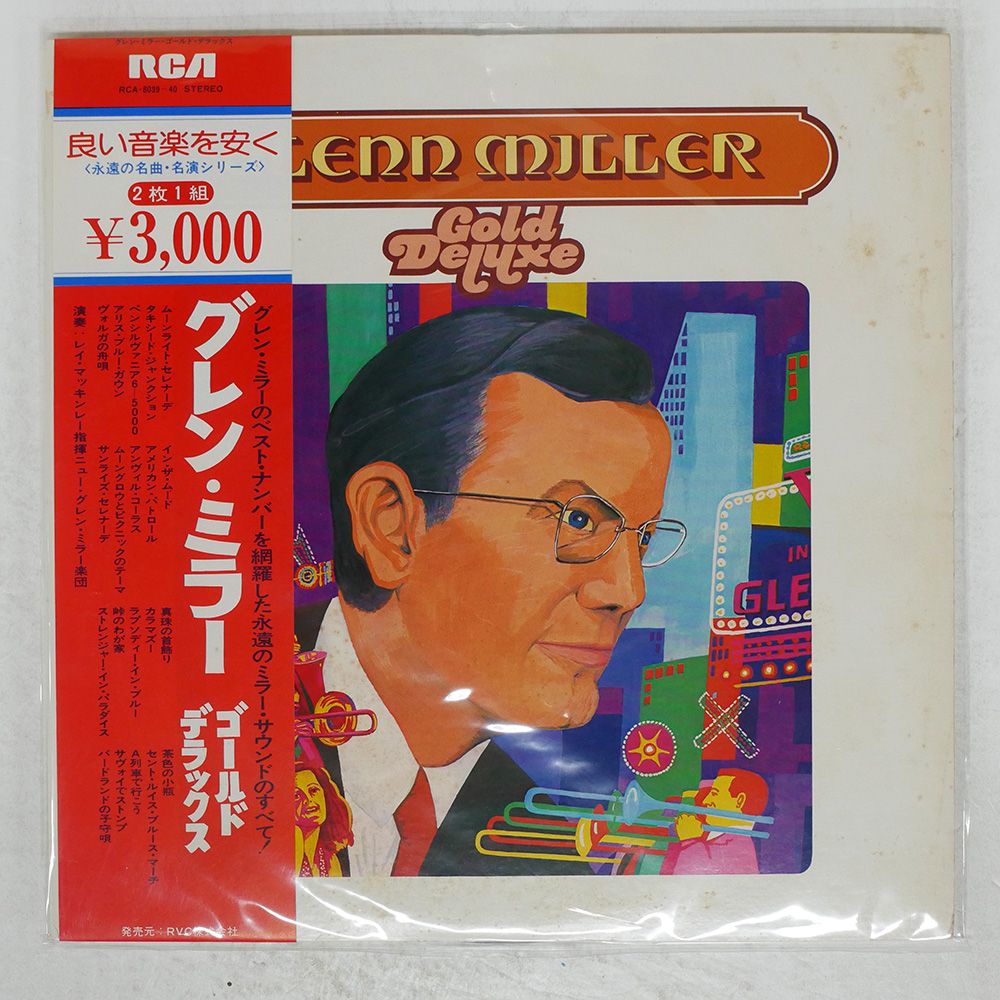 グレン・ミラー・ゴールド・デラックス
RCA
RCA-8039~40 STEREO
良い音楽を安く
〈永遠の名曲・名演シリーズ〉
2枚1組
¥3,000
グレン・ミラーのベスト・ナンバーを網羅した永遠のミラー・サウンドのすべて!
グレン・ミラー
ゴールド
デラックス
ムーンライト・セレナーデ
タキシード・ジャンクション
ペンシルヴァニア6-5000
アリス・ブルー・ガウン
ヴォルガの舟唄
イン・ザ・ムード
アメリカン・パトロール
アンヴィル・コーラス
ムーングロウとピクニックのテーマ
サンライズ・セレナーデ
真珠の首飾り
カラマズー
ラプソディー・イン・ブルー
峠のわが家
ストレンジャー・イン・パラダイス
茶色の小瓶
セント・ルイス・ブルース・マーチ
A列車で行こう
サヴォイでストンプ
バードランドの子守唄
演奏:レイ・マッキンレー指揮ニュー・グレン・ミラー楽団
発売元:RVC株式会社
LENN MILLER
Gold
Deluxe
IN
GLE